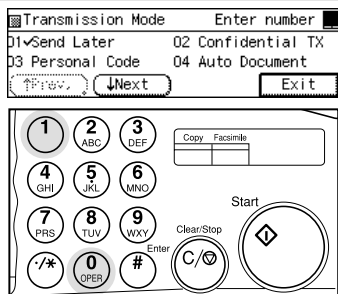 Transmission Mode Enter number
01✓Send Later 02 Confidential TX
03 Personal Code 04 Auto Document
↑Prev. ↓Next Exit
1 2 ABC 3 DEF
Copy Facsimile
4 GHI 5 JKL 6 MNO
Start
7 PRS 8 TUV 9 WXY
Clear/Stop
Enter
·/* 0 OPER # C/